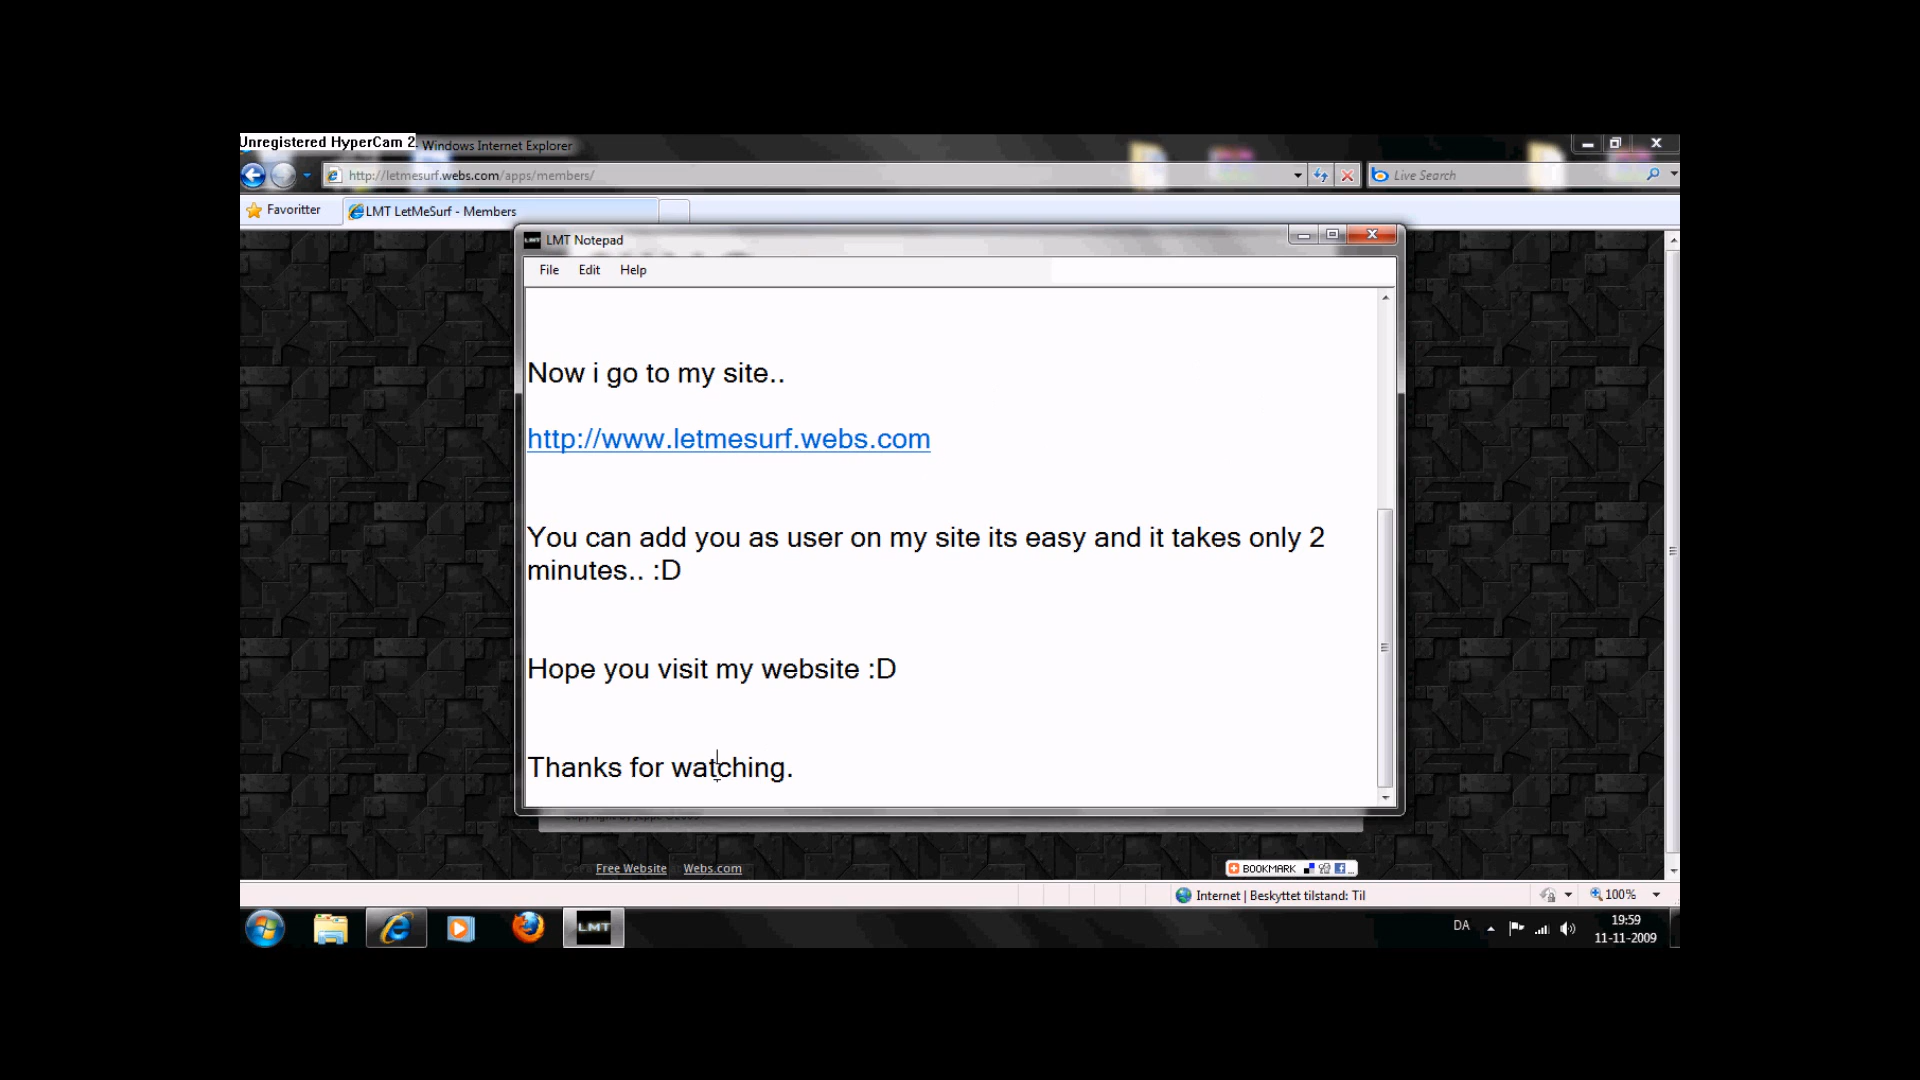 Unregistered HyperCam 2
Windows Internet Explorer
http://letmesurf.webs.com/apps/members/
Live Search
Favoritter
LMT LetMeSurf - Members
LMT Notepad
File Edit Help
Now i go to my site..
http://www.letmesurf.webs.com
You can add you as user on my site its easy and it takes only 2
minutes.. :D
Hope you visit my website :D
Thanks for watching.
Free Website Webs.com
BOOKMARK
Internet | Beskyttet tilstand: Til
100%
LMT
DA
19:59
11-11-2009